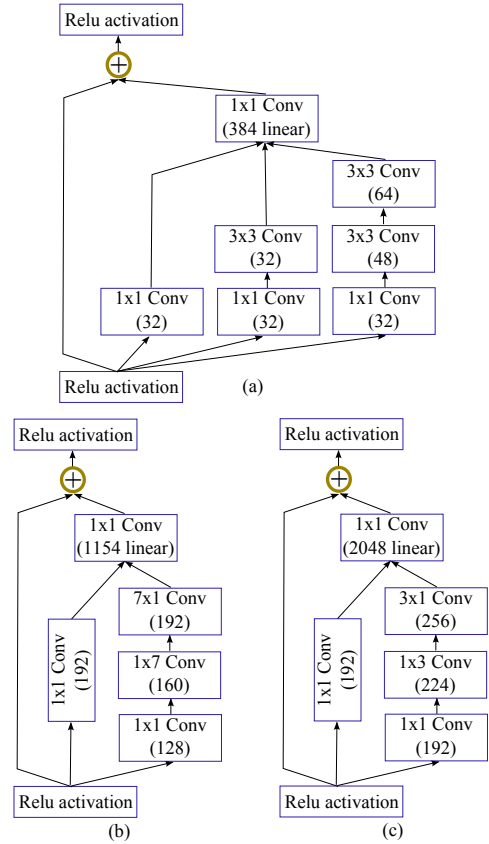 Relu activation
+
1x1 Conv
(384 linear)
3x3 Conv
(64)
3x3 Conv
(32)
3x3 Conv
(48)
1x1 Conv
(32)
1x1 Conv
(32)
1x1 Conv
(32)
Relu activation
(a)
Relu activation
+
1x1 Conv
(1154 linear)
7x1 Conv
(192)
1x1 Conv
(192)
1x7 Conv
(160)
1x1 Conv
(128)
Relu activation
(b)
Relu activation
+
1x1 Conv
(2048 linear)
3x1 Conv
(256)
1x1 Conv
(192)
1x3 Conv
(224)
1x1 Conv
(192)
Relu activation
(c)